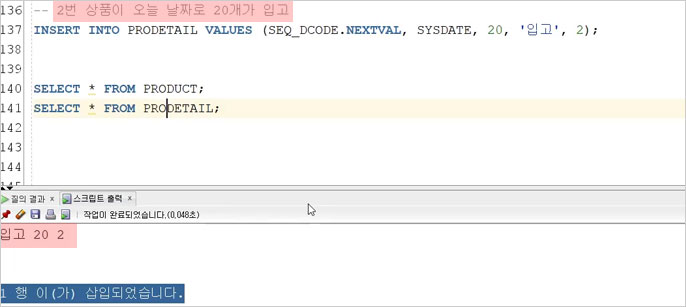 136 -- 2번 상품이 오늘 날짜로 20개가 입고
137 INSERT INTO PRODETAIL VALUES (SEQ_DCODE.NEXTVAL, SYSDATE, 20, '입고', 2);
138
139
140 SELECT * FROM PRODUCT;
141 SELECT * FROM PRODETAIL;
142
143
144
145
질의 결과 x 스크립트 출력 x
작업이 완료되었습니다.(0.048초)
입고 20 2
1 행 이(가) 삽입되었습니다.